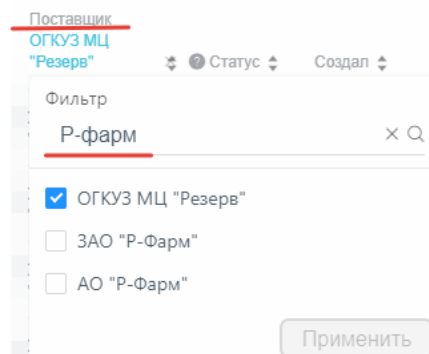 Поставщик
ОГКУЗ МЦ
"Резерв" Статус Создал
Фильтр
Р-фарм
ОГКУЗ МЦ "Резерв"
ЗАО "Р-Фарм"
АО "Р-Фарм"
Применить